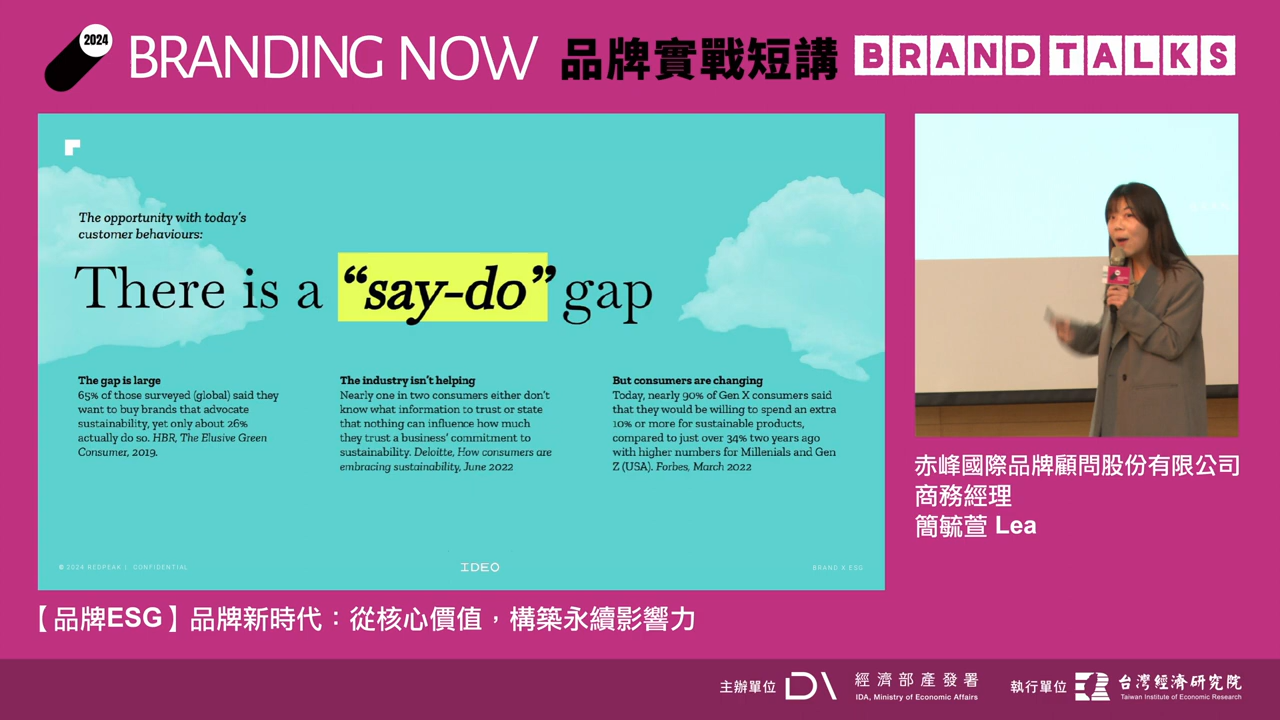 2024
BRANDING NOW 品牌實戰短講 BRAND TALKS
The opportunity with today's
customer behaviours:
There is a “say-do” gap
The gap is large
65% of those surveyed (global) said they
want to buy brands that advocate
sustainability, yet only about 26%
actually do so. HBR, The Elusive Green
Consumer, 2019.
The industry isn't helping
Nearly one in two consumers either don't
know what information to trust or state
that nothing can influence how much
they trust a business' commitment to
sustainability. Deloitte, How consumers are
embracing sustainability, June 2022
But consumers are changing
Today, nearly 90% of Gen X consumers said
that they would be willing to spend an extra
10% or more for sustainable products,
compared to just over 34% two years ago
with higher numbers for Millenials and Gen
Z (USA). Forbes, March 2022
© 2024 REDPEAK | CONFIDENTIAL
IDEO
BRAND X ESG
赤峰國際品牌顧問股份有限公司
商務經理
簡毓萱 Lea
【品牌ESG】品牌新時代：從核心價值，構築永續影響力
主辦單位 經濟部產發署
IDA, Ministry of Economic Affairs
執行單位 台灣經濟研究院
Taiwan Institute of Economic Research